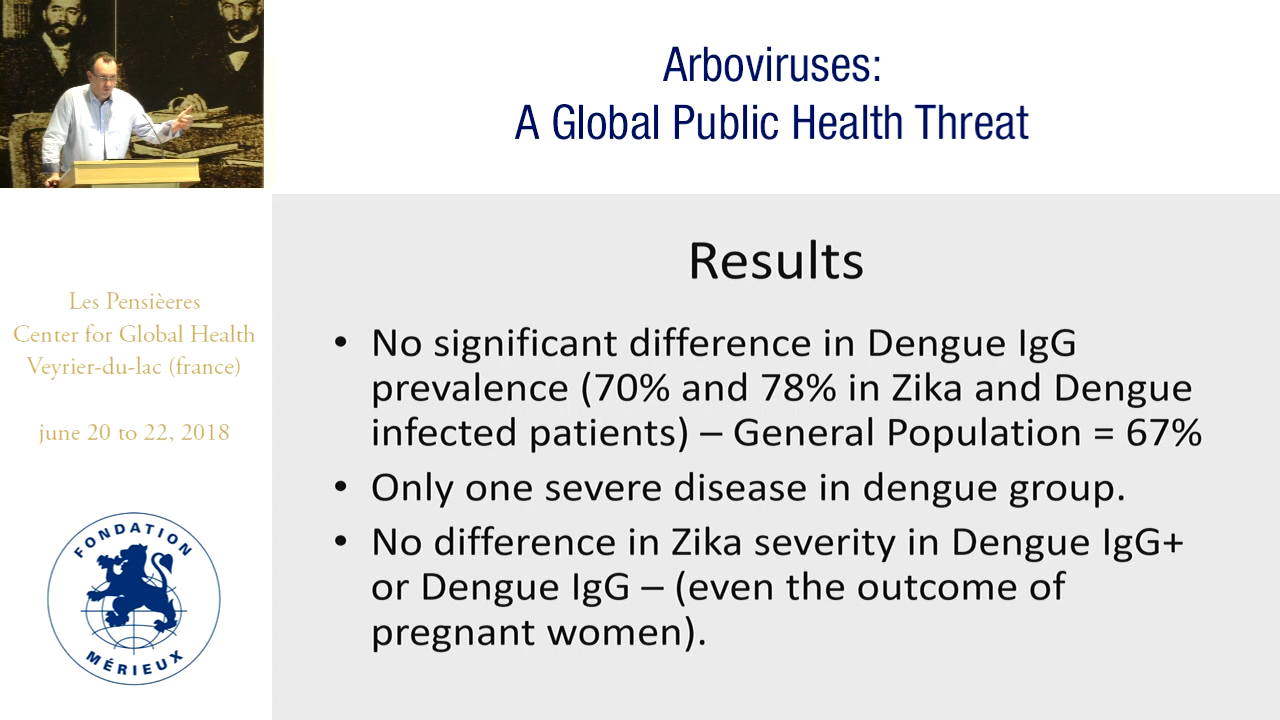 Arboviruses:
A Global Public Health Threat
Les Pensièeres
Center for Global Health
Veyrier-du-lac (france)
june 20 to 22, 2018
FONDATION
MÉRIEUX
Results
• No significant difference in Dengue IgG
prevalence (70% and 78% in Zika and Dengue
infected patients) – General Population = 67%
• Only one severe disease in dengue group.
• No difference in Zika severity in Dengue IgG+
or Dengue IgG – (even the outcome of
pregnant women).